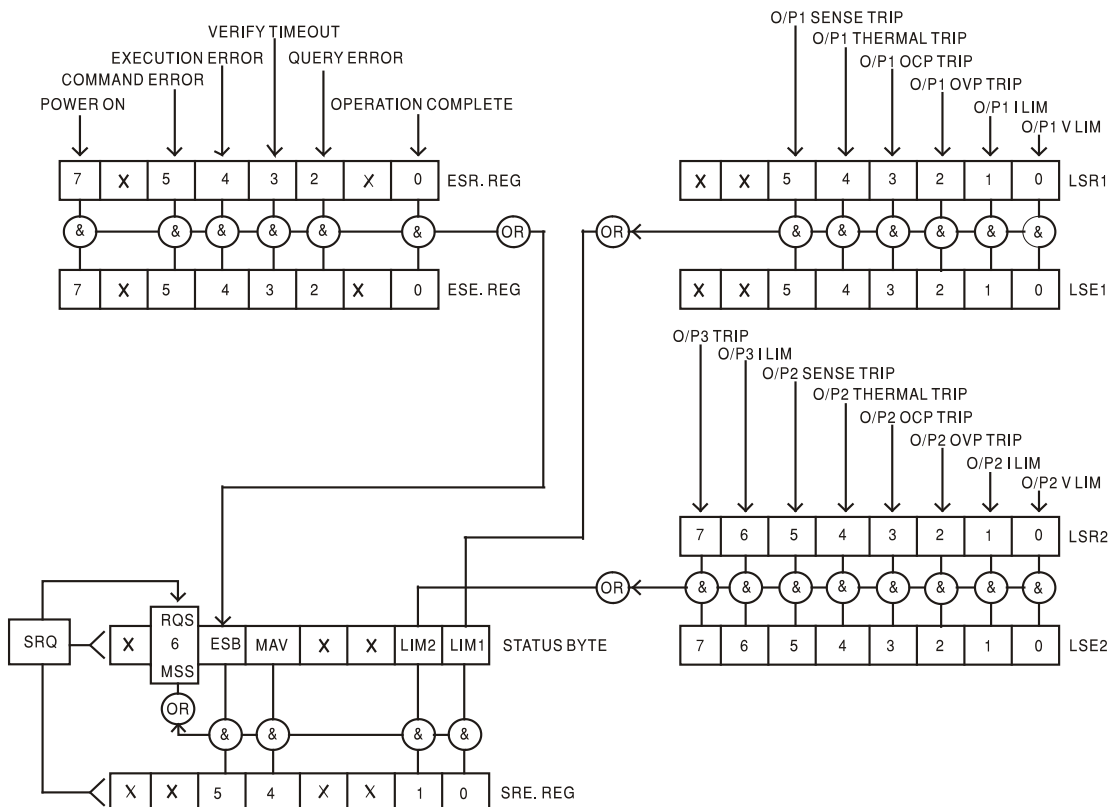 VERIFY TIMEOUT
EXECUTION ERROR QUERY ERROR
COMMAND ERROR
POWER ON OPERATION COMPLETE
7 X 5 4 3 2 X 0 ESR. REG
& & & & & & OR
7 X 5 4 3 2 X 0 ESE. REG
O/P1 SENSE TRIP
O/P1 THERMAL TRIP
O/P1 OCP TRIP
O/P1 OVP TRIP
O/P1 I LIM
O/P1 V LIM
X X 5 4 3 2 1 0 LSR1
OR & & & & & &
X X 5 4 3 2 1 0 LSE1
O/P3 TRIP
O/P3 I LIM
O/P2 SENSE TRIP
O/P2 THERMAL TRIP
O/P2 OCP TRIP
O/P2 OVP TRIP
O/P2 I LIM
O/P2 V LIM
7 6 5 4 3 2 1 0 LSR2
OR & & & & & & & &
7 6 5 4 3 2 1 0 LSE2
RQS
SRQ X 6 ESB MAV X X LIM2 LIM1 STATUS BYTE
MSS
OR
& & & &
X X 5 4 X X 1 0 SRE. REG